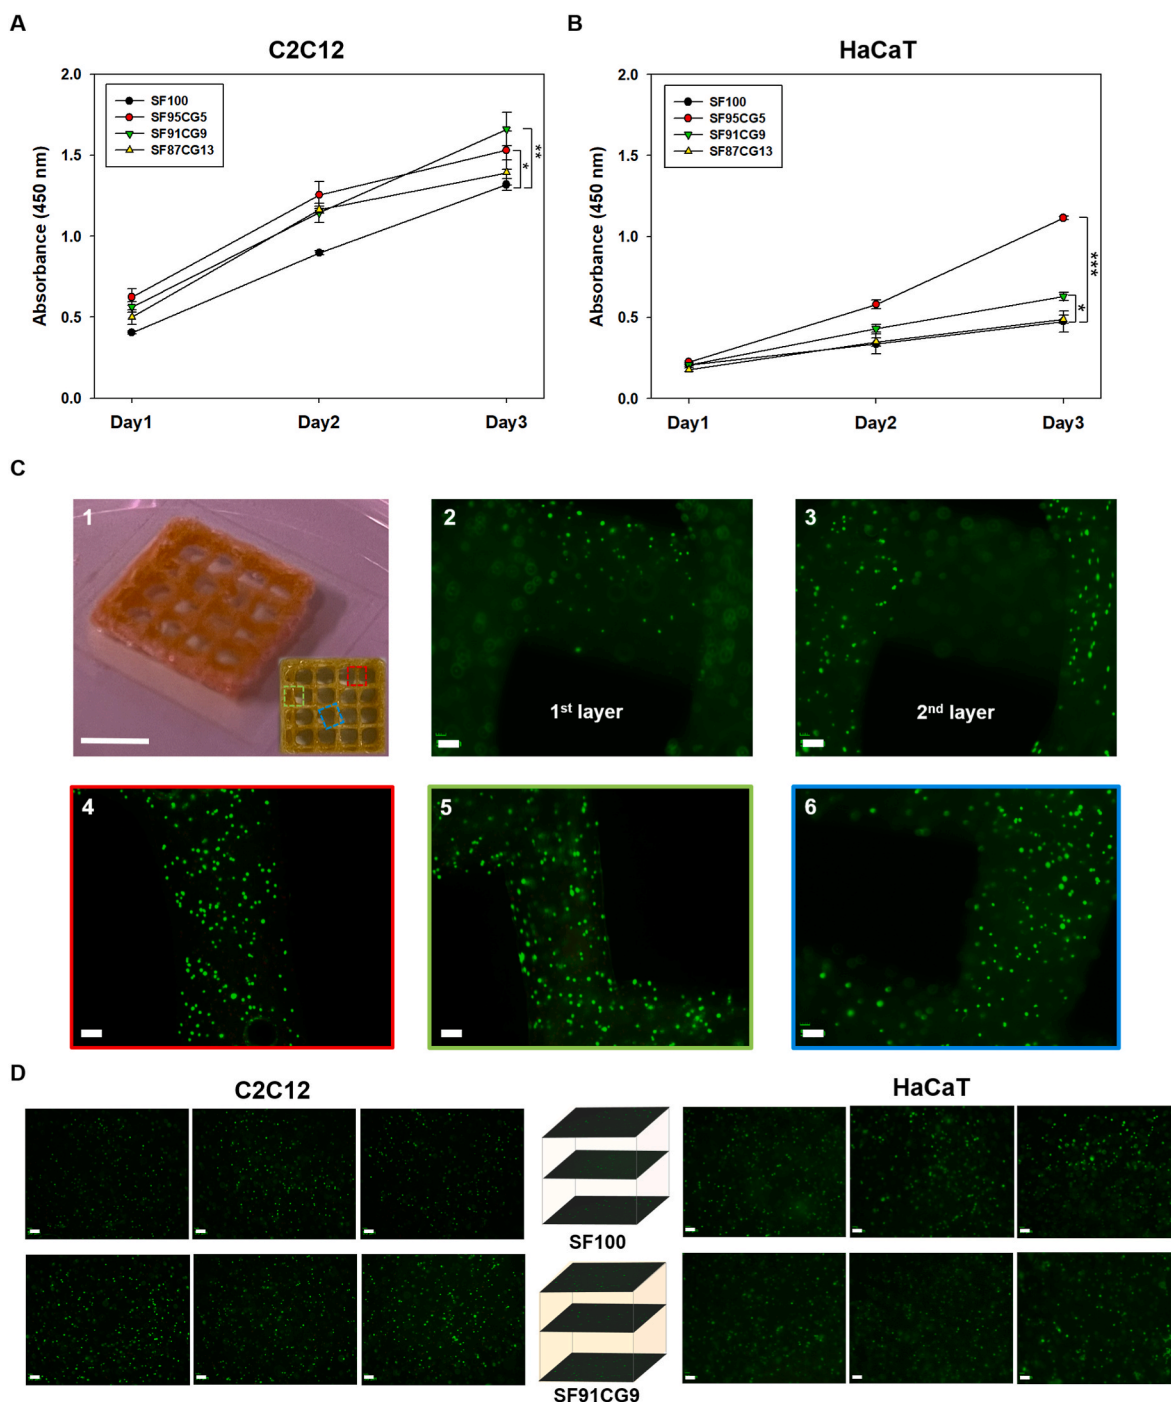 A
C2C12
2.0
1.5
1.0
0.5
0.0
Absorbance (450 nm)
SF100
SF95CG5
SF91CG9
SF87CG13
*
**
Day1 Day2 Day3
B
HaCaT
2.0
1.5
1.0
0.5
0.0
Absorbance (450 nm)
SF100
SF95CG5
SF91CG9
SF87CG13
***
*
Day1 Day2 Day3
C
1
2
1st layer
3
2nd layer
4
5
6
D
C2C12
HaCaT
SF100
SF91CG9